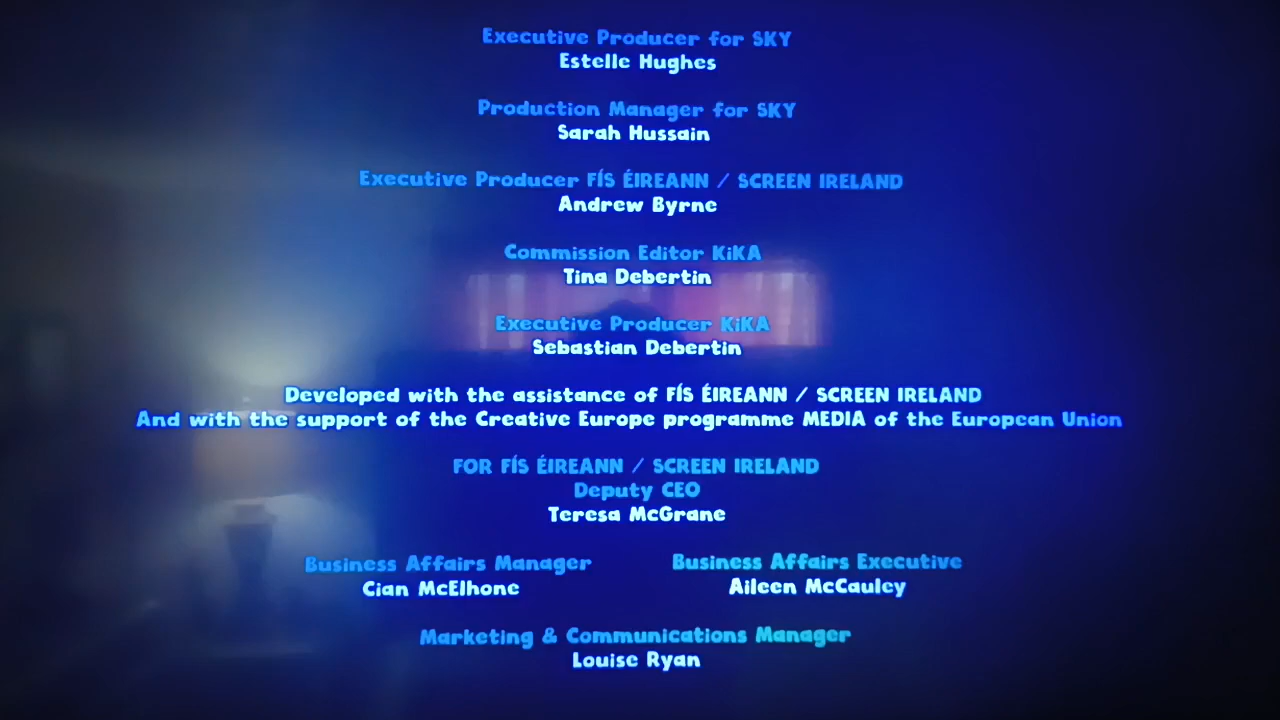 Executive Producer for SKY
Estelle Hughes
Production Manager for SKY
Sarah Hussain
Executive Producer FÍS ÉIREANN / SCREEN IRELAND
Andrew Byrne
Commission Editor KiKA
Tina Debertin
Executive Producer KiKA
Sebastian Debertin
Developed with the assistance of FÍS ÉIREANN / SCREEN IRELAND
And with the support of the Creative Europe programme MEDIA of the European Union
FOR FÍS ÉIREANN / SCREEN IRELAND
Deputy CEO
Teresa McGrane
Business Affairs Manager
Cian McElhone
Business Affairs Executive
Aileen McCauley
Marketing & Communications Manager
Louise Ryan